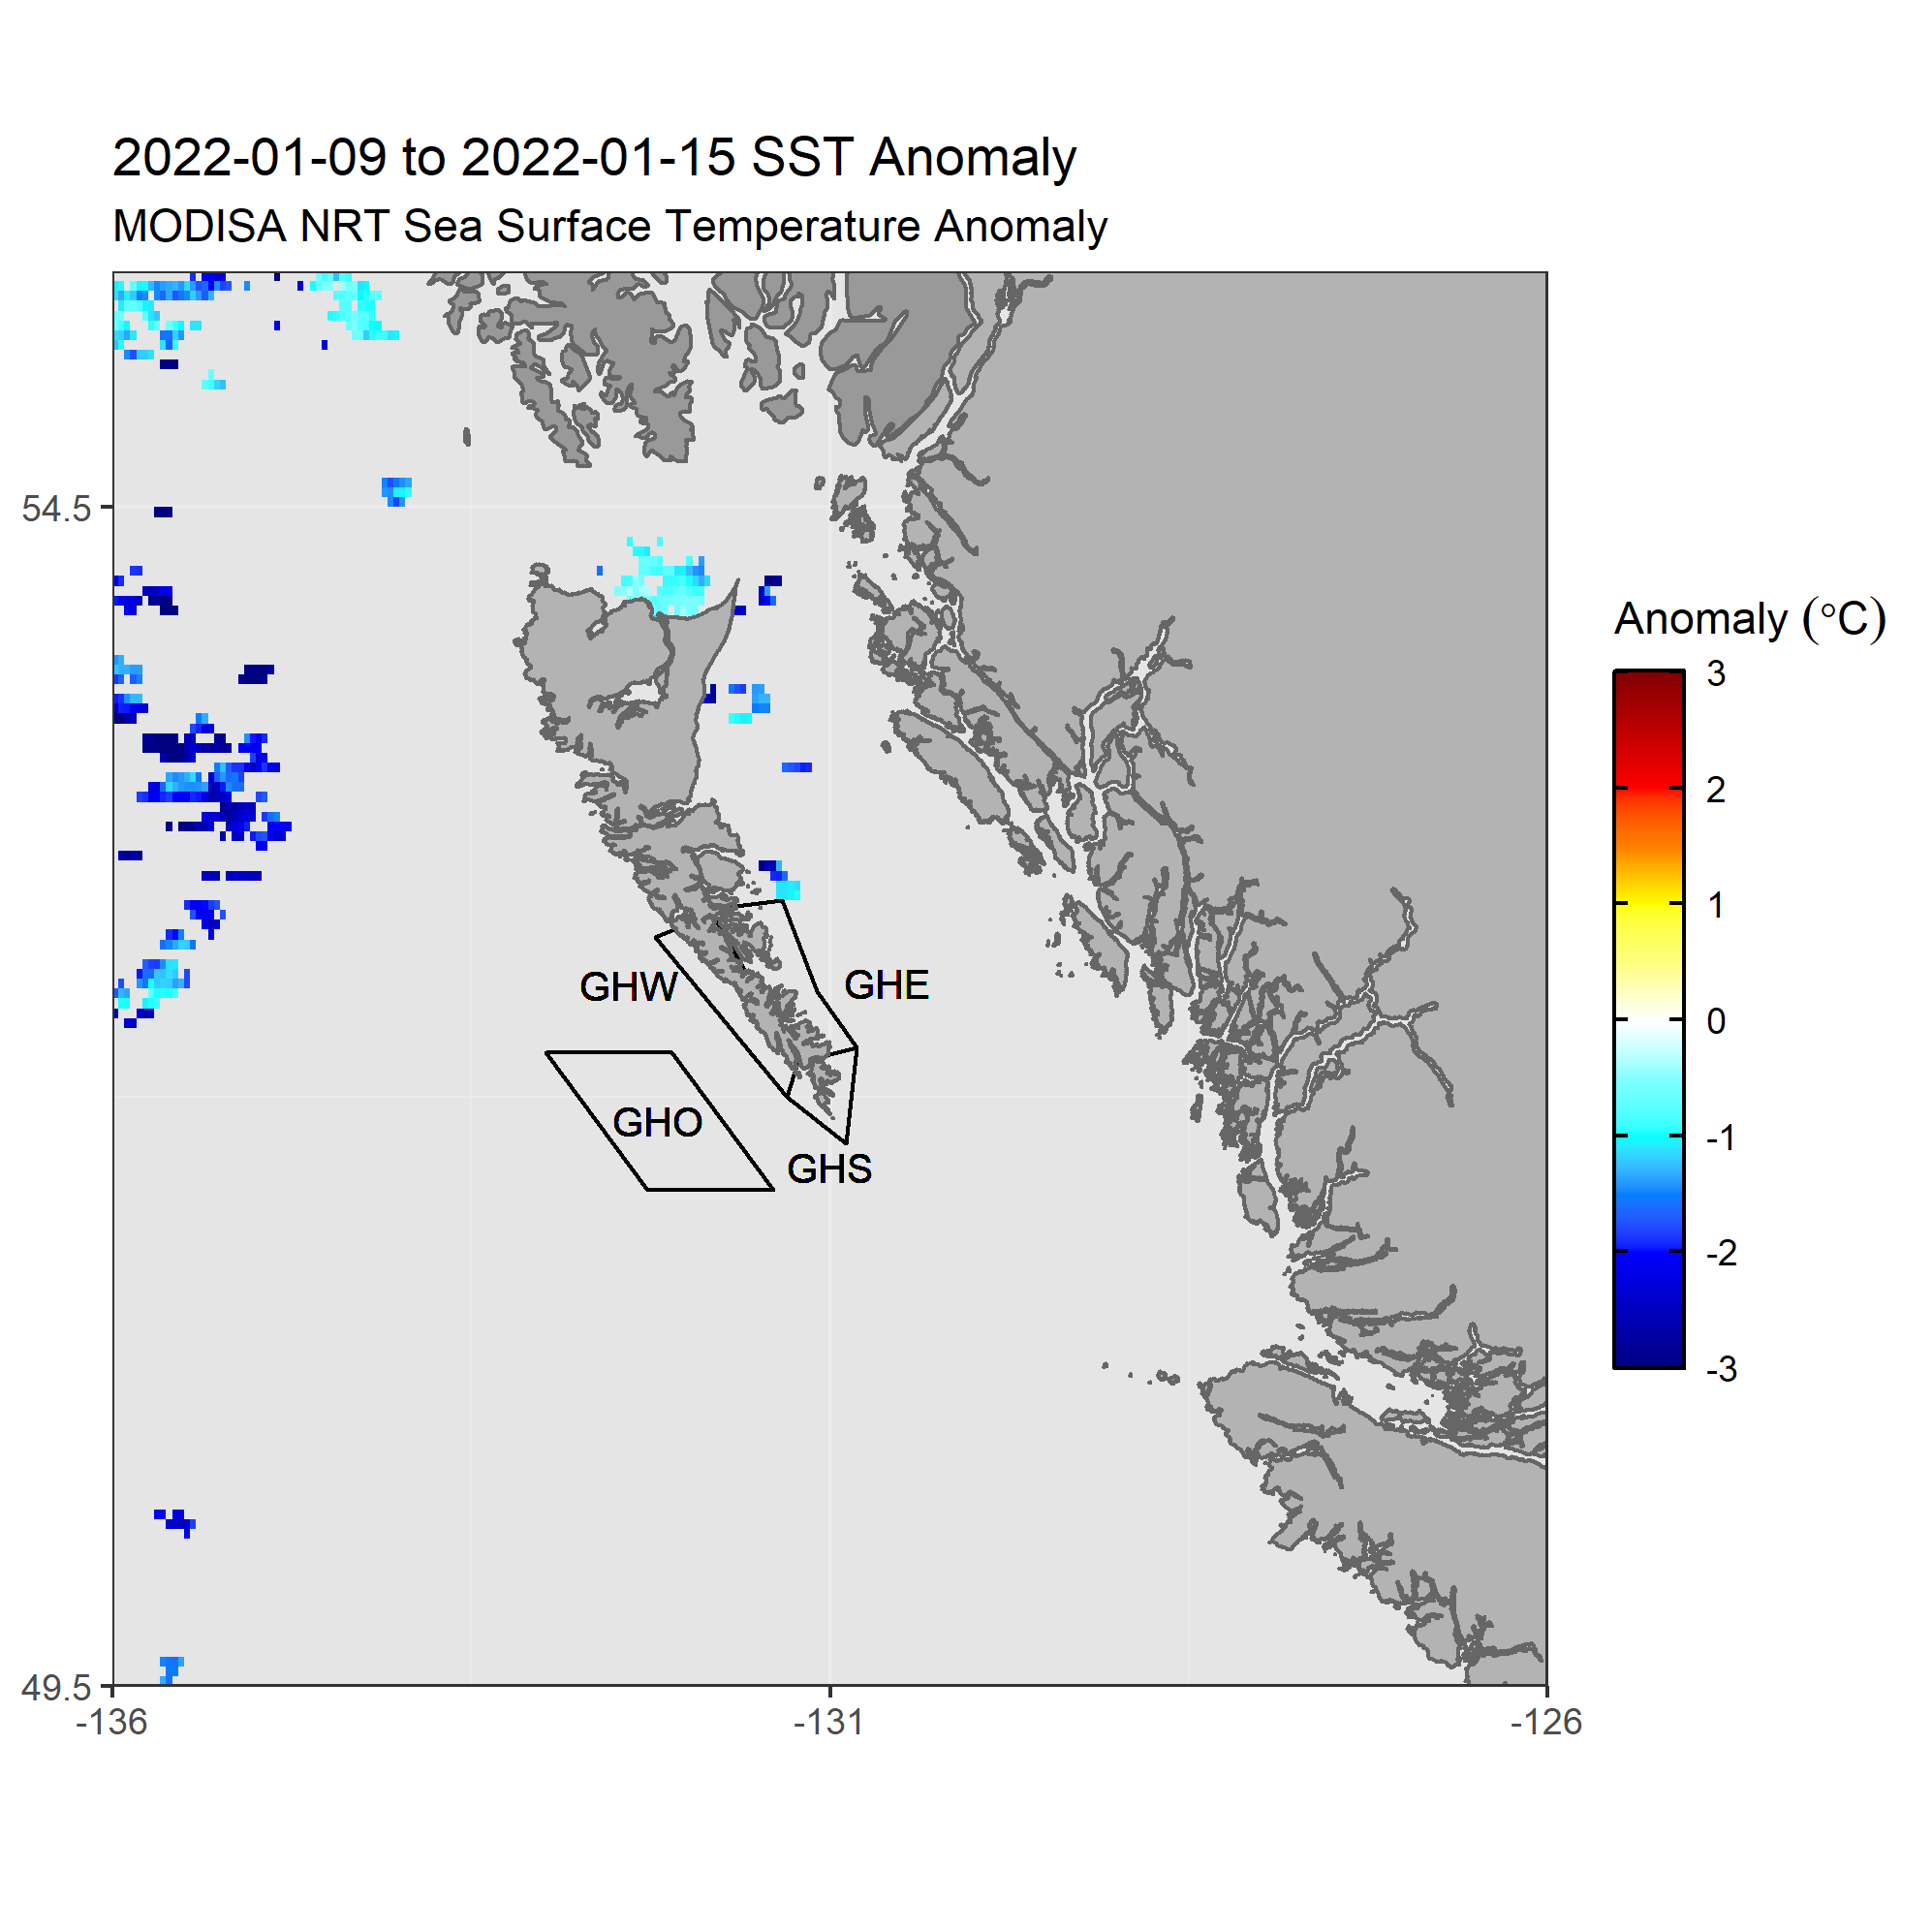 2022-01-09 to 2022-01-15 SST Anomaly
MODISA NRT Sea Surface Temperature Anomaly
54.5
49.5
-136
-131
-126
GHW
GHE
GHO
GHS
Anomaly (°C)
3
2
1
0
-1
-2
-3